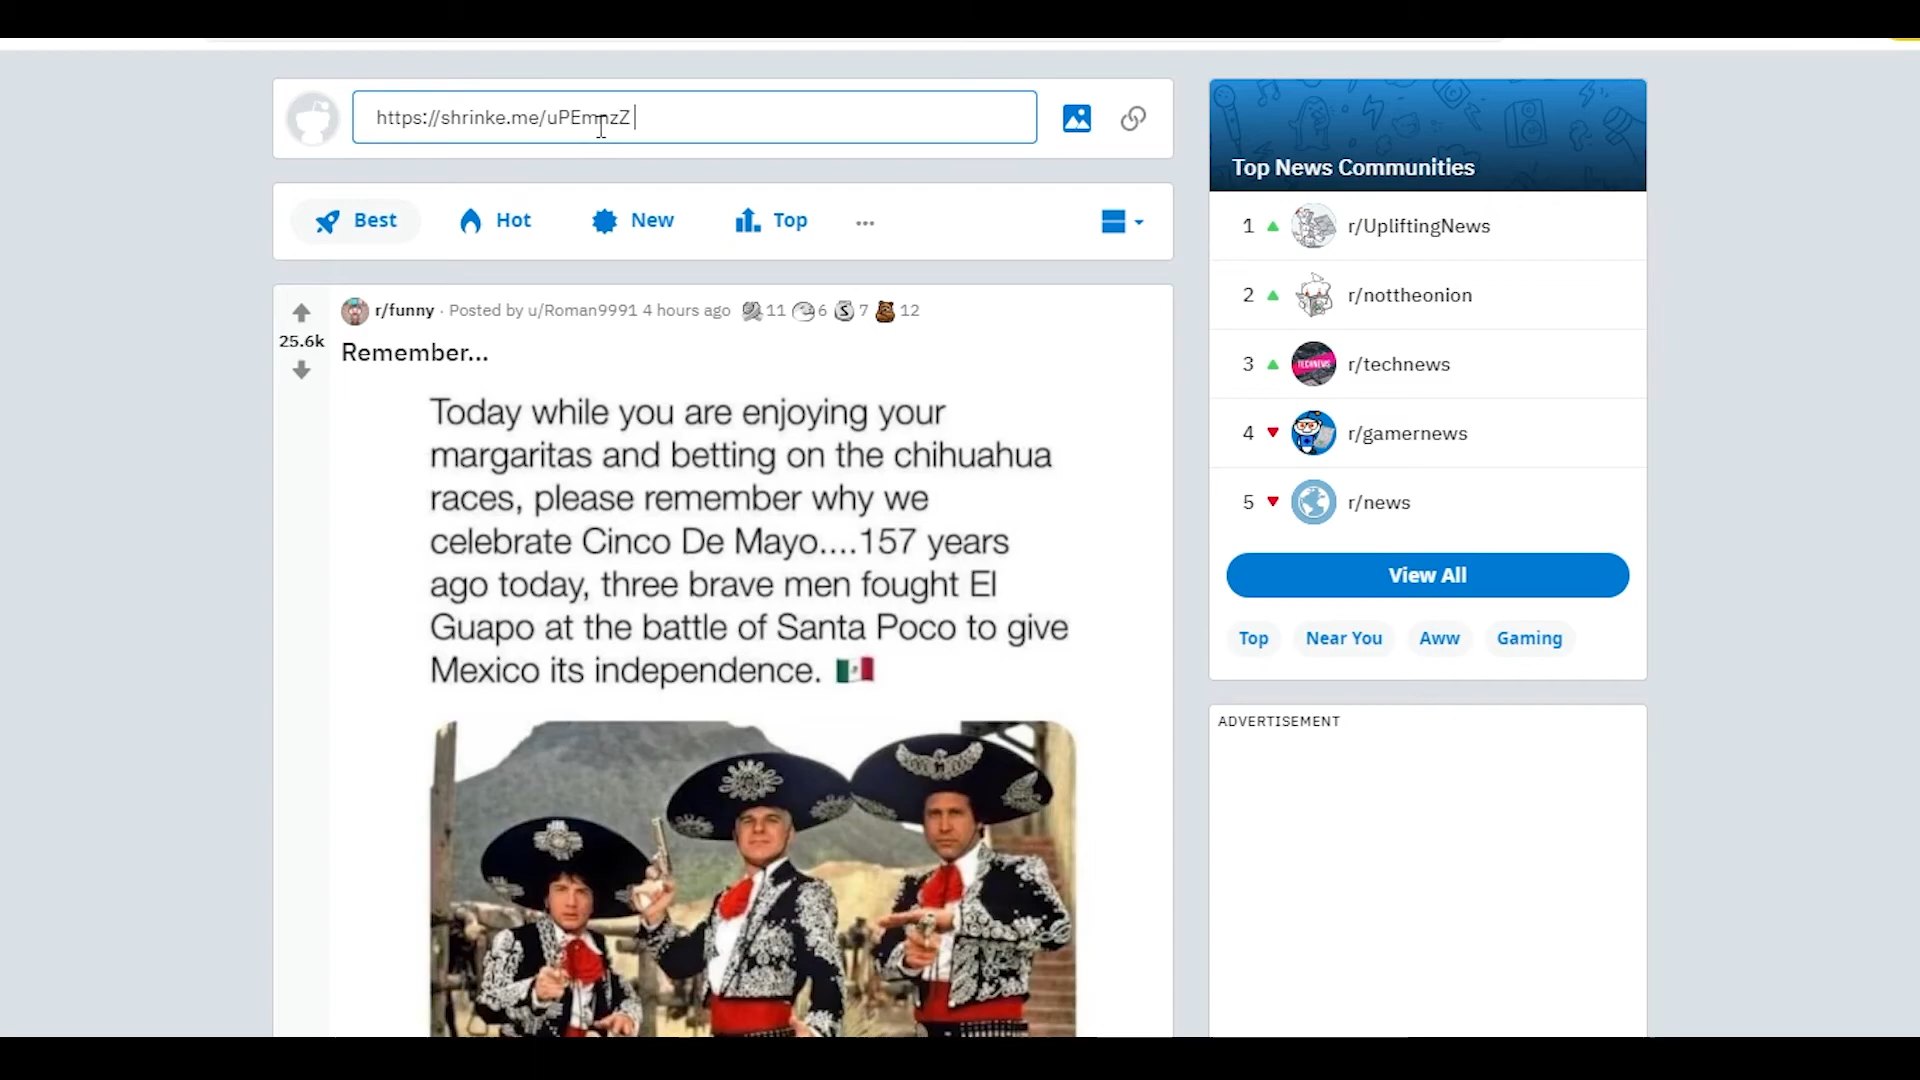 https://shrinke.me/uPEmnzZ
Best Hot New Top ...
r/funny · Posted by u/Roman9991 4 hours ago 11 6 7 12
25.6k
Remember...
Today while you are enjoying your
margaritas and betting on the chihuahua
races, please remember why we
celebrate Cinco De Mayo....157 years
ago today, three brave men fought El
Guapo at the battle of Santa Poco to give
Mexico its independence. 🇲🇽
Top News Communities
1 r/UpliftingNews
2 r/nottheonion
3 r/technews
TECHNEWS
4 r/gamernews
5 r/news
View All
Top Near You Aww Gaming
ADVERTISEMENT